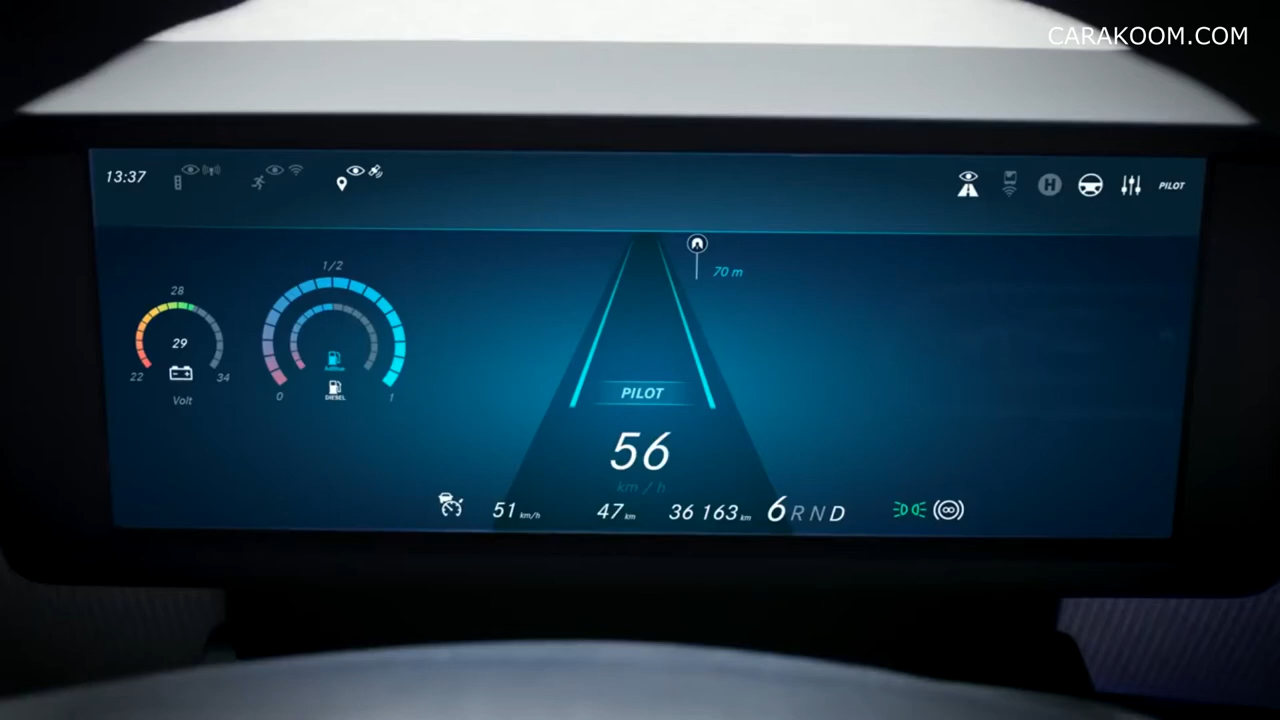 CARAKOOM.COM
13:37
H
PILOT
70 m
1/2
28
29
22
34
Volt
AdBlue
DIESEL
0
1
PILOT
56
km / h
51 km/h
47 km
36 163 km
6 R N D